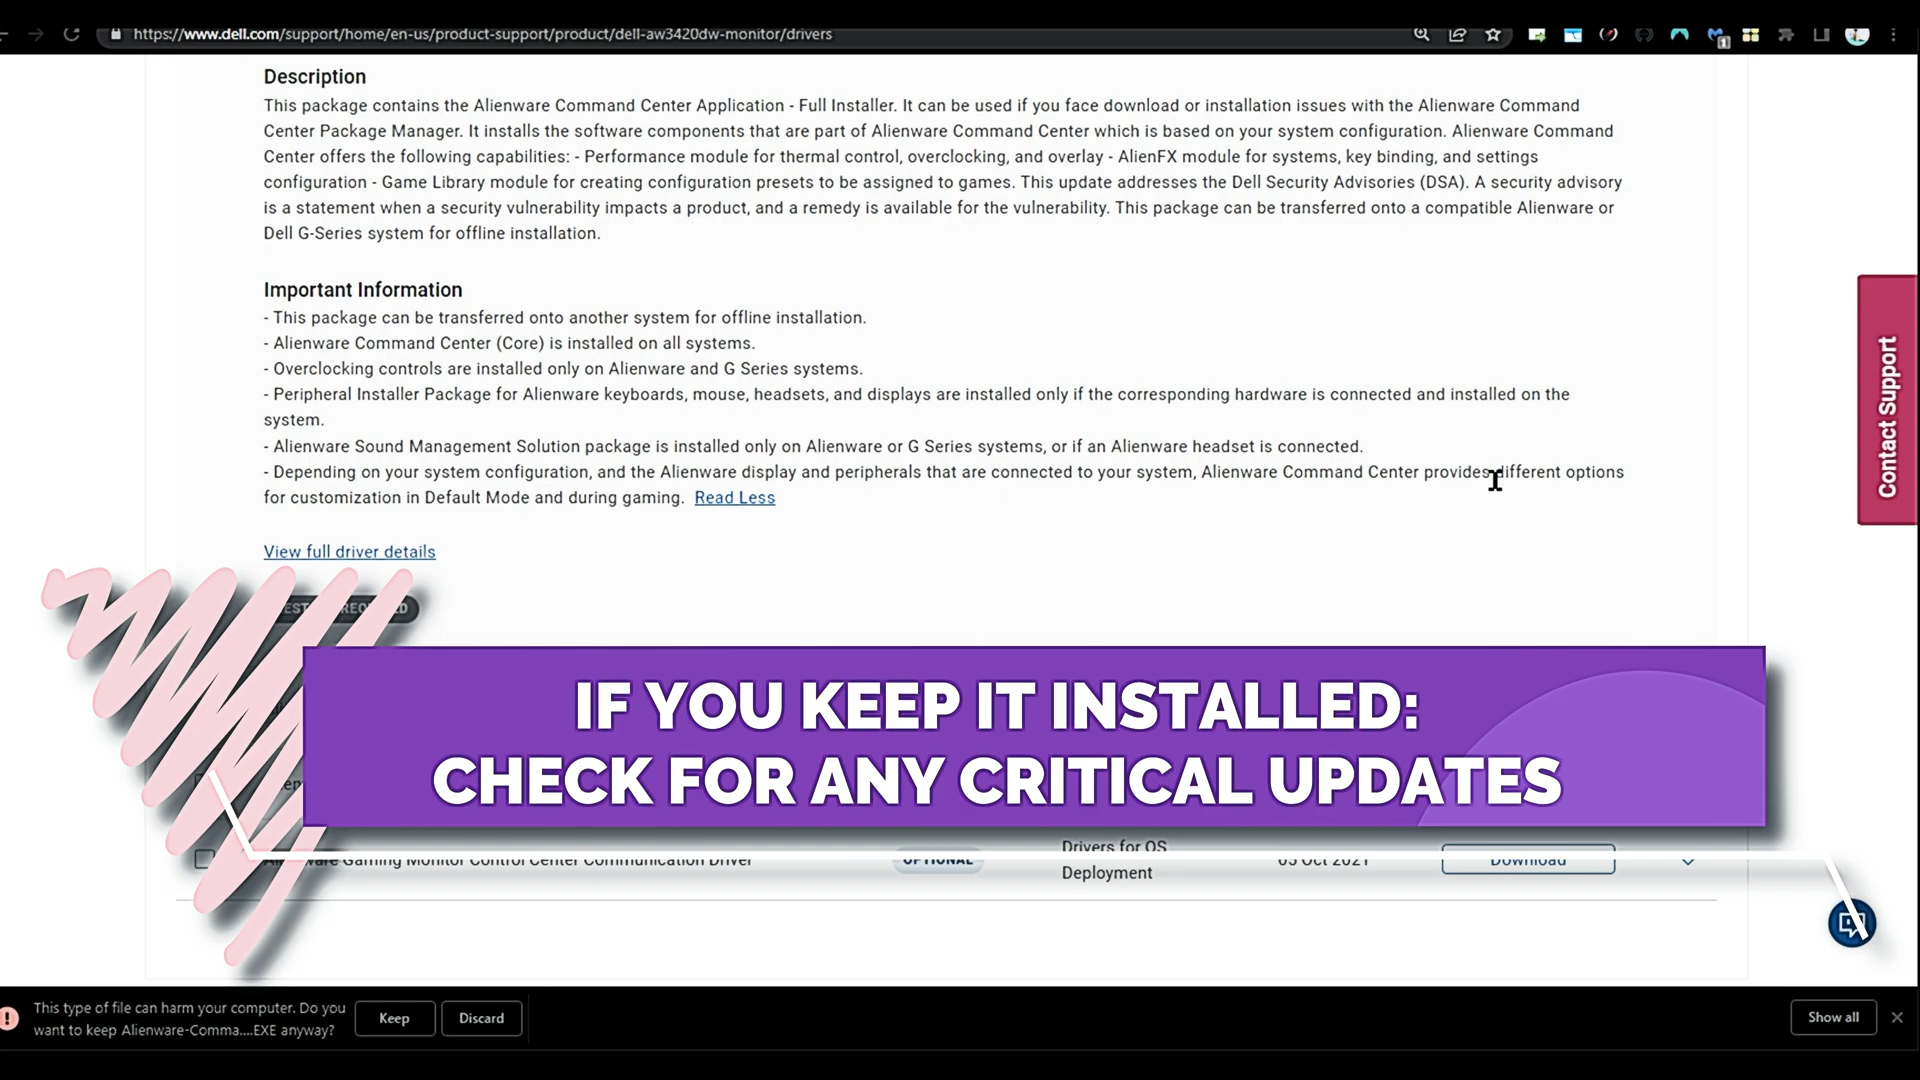 https://www.dell.com/support/home/en-us/product-support/product/dell-aw3420dw-monitor/drivers
1
Description
This package contains the Alienware Command Center Application - Full Installer. It can be used if you face download or installation issues with the Alienware Command
Center Package Manager. It installs the software components that are part of Alienware Command Center which is based on your system configuration. Alienware Command
Center offers the following capabilities: - Performance module for thermal control, overclocking, and overlay - AlienFX module for systems, key binding, and settings
configuration - Game Library module for creating configuration presets to be assigned to games. This update addresses the Dell Security Advisories (DSA). A security advisory
is a statement when a security vulnerability impacts a product, and a remedy is available for the vulnerability. This package can be transferred onto a compatible Alienware or
Dell G-Series system for offline installation.
Important Information
- This package can be transferred onto another system for offline installation.
- Alienware Command Center (Core) is installed on all systems.
- Overclocking controls are installed only on Alienware and G Series systems.
- Peripheral Installer Package for Alienware keyboards, mouse, headsets, and displays are installed only if the corresponding hardware is connected and installed on the
system.
- Alienware Sound Management Solution package is installed only on Alienware or G Series systems, or if an Alienware headset is connected.
- Depending on your system configuration, and the Alienware display and peripherals that are connected to your system, Alienware Command Center provides different options
for customization in Default Mode and during gaming. Read Less
View full driver details
Contact Support
IF YOU KEEP IT INSTALLED:
CHECK FOR ANY CRITICAL UPDATES
Gaming Monitor Control Center Communication Driver
OPTIONAL
Drivers for OS
Deployment
05 Oct 2021
Download
This type of file can harm your computer. Do you
want to keep Alienware-Comma....EXE anyway?
Keep
Discard
Show all